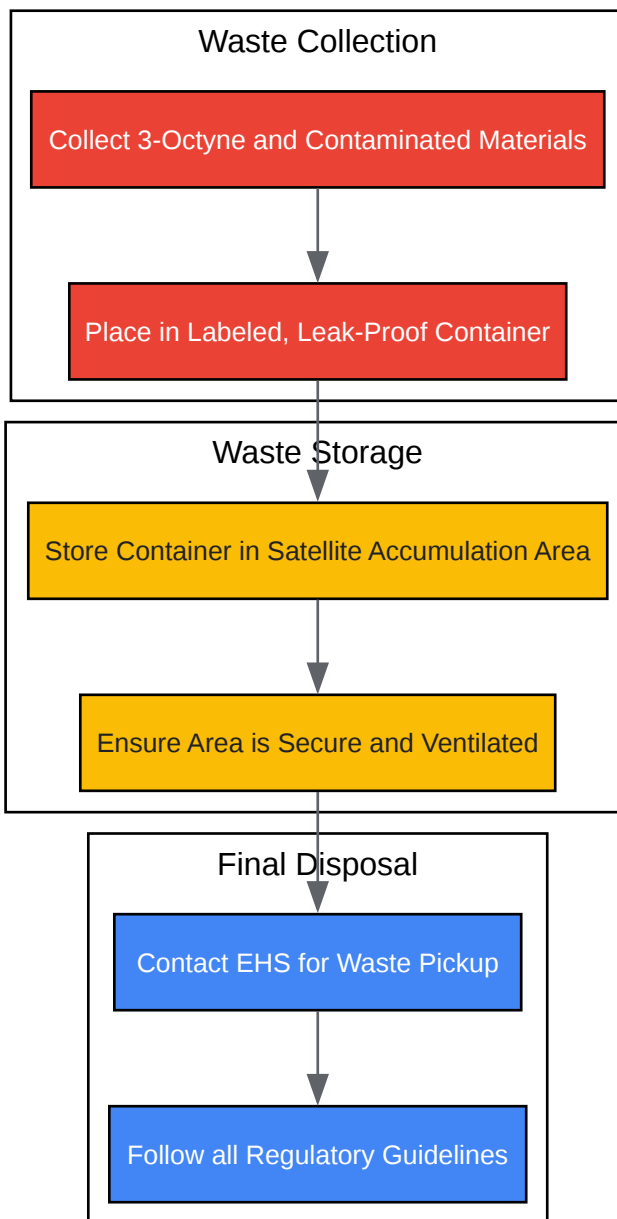 Waste Collection
Collect 3-Octyne and Contaminated Materials
Place in Labeled, Leak-Proof Container
Waste Storage
Store Container in Satellite Accumulation Area
Ensure Area is Secure and Ventilated
Final Disposal
Contact EHS for Waste Pickup
Follow all Regulatory Guidelines